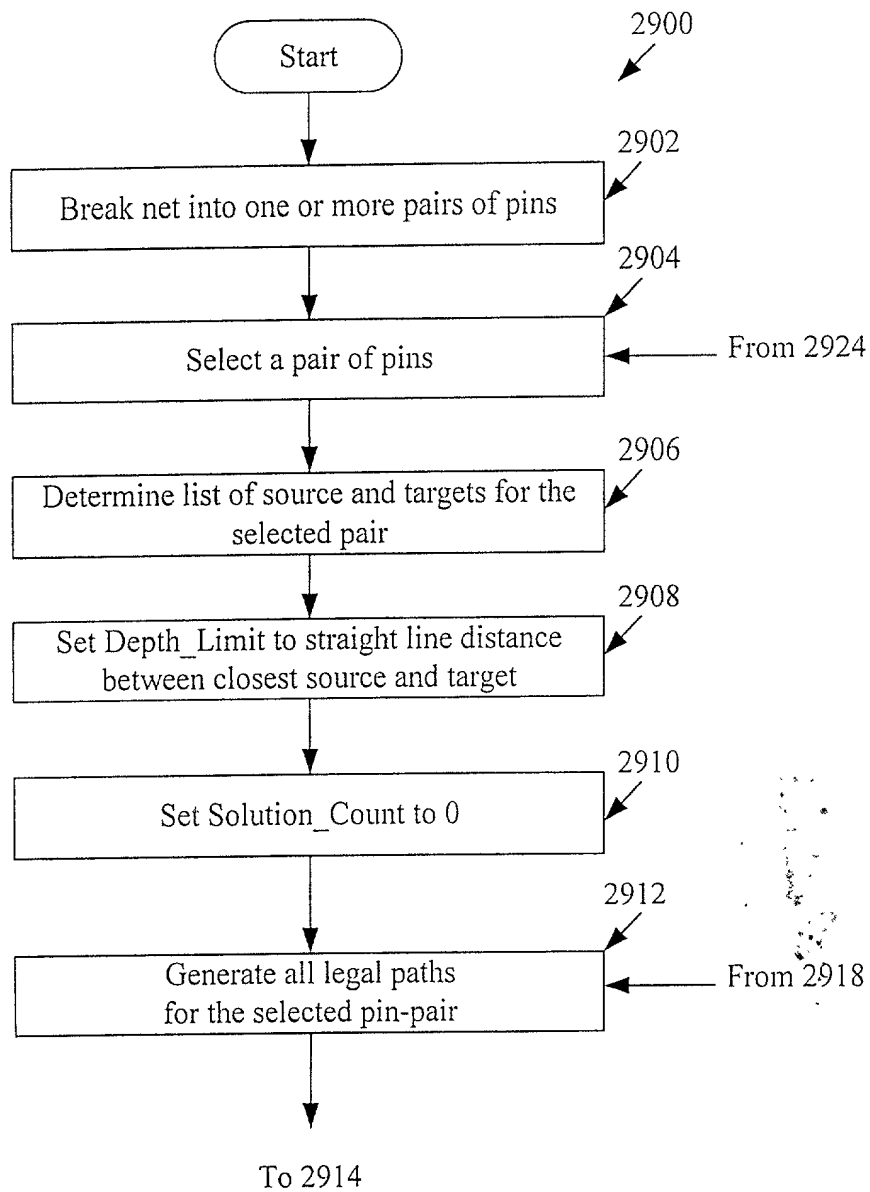 2900
Start
2902
Break net into one or more pairs of pins
2904
Select a pair of pins
From 2924
2906
Determine list of source and targets for the
selected pair
2908
Set Depth_Limit to straight line distance
between closest source and target
2910
Set Solution_Count to 0
2912
Generate all legal paths
for the selected pin-pair
From 2918
To 2914